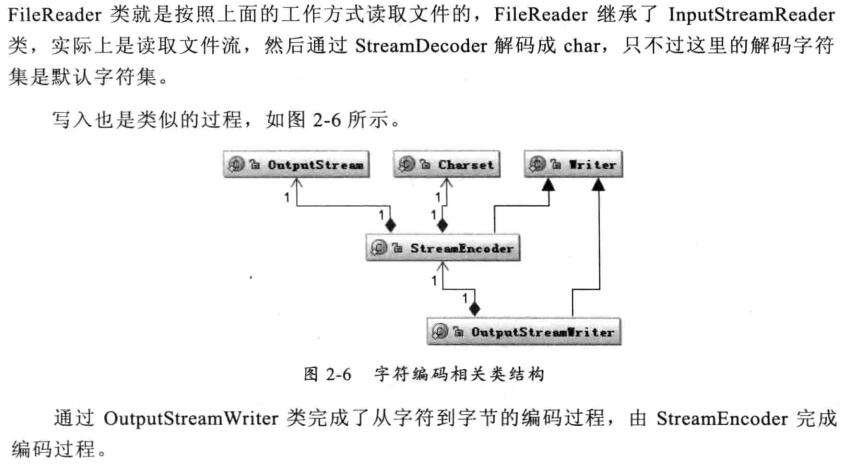 FileReader 类就是按照上面的工作方式读取文件的，FileReader 继承了 InputStreamReader
类，实际上是读取文件流，然后通过 StreamDecoder 解码成 char，只不过这里的解码字符
集是默认字符集。
写入也是类似的过程，如图 2-6 所示。
OutputStream Charset Writer
1 1
1 1
StreamEncoder
1
1
OutputStreamWriter
图 2-6 字符编码相关类结构
通过 OutputStreamWriter 类完成了从字符到字节的编码过程，由 StreamEncoder 完成
编码过程。